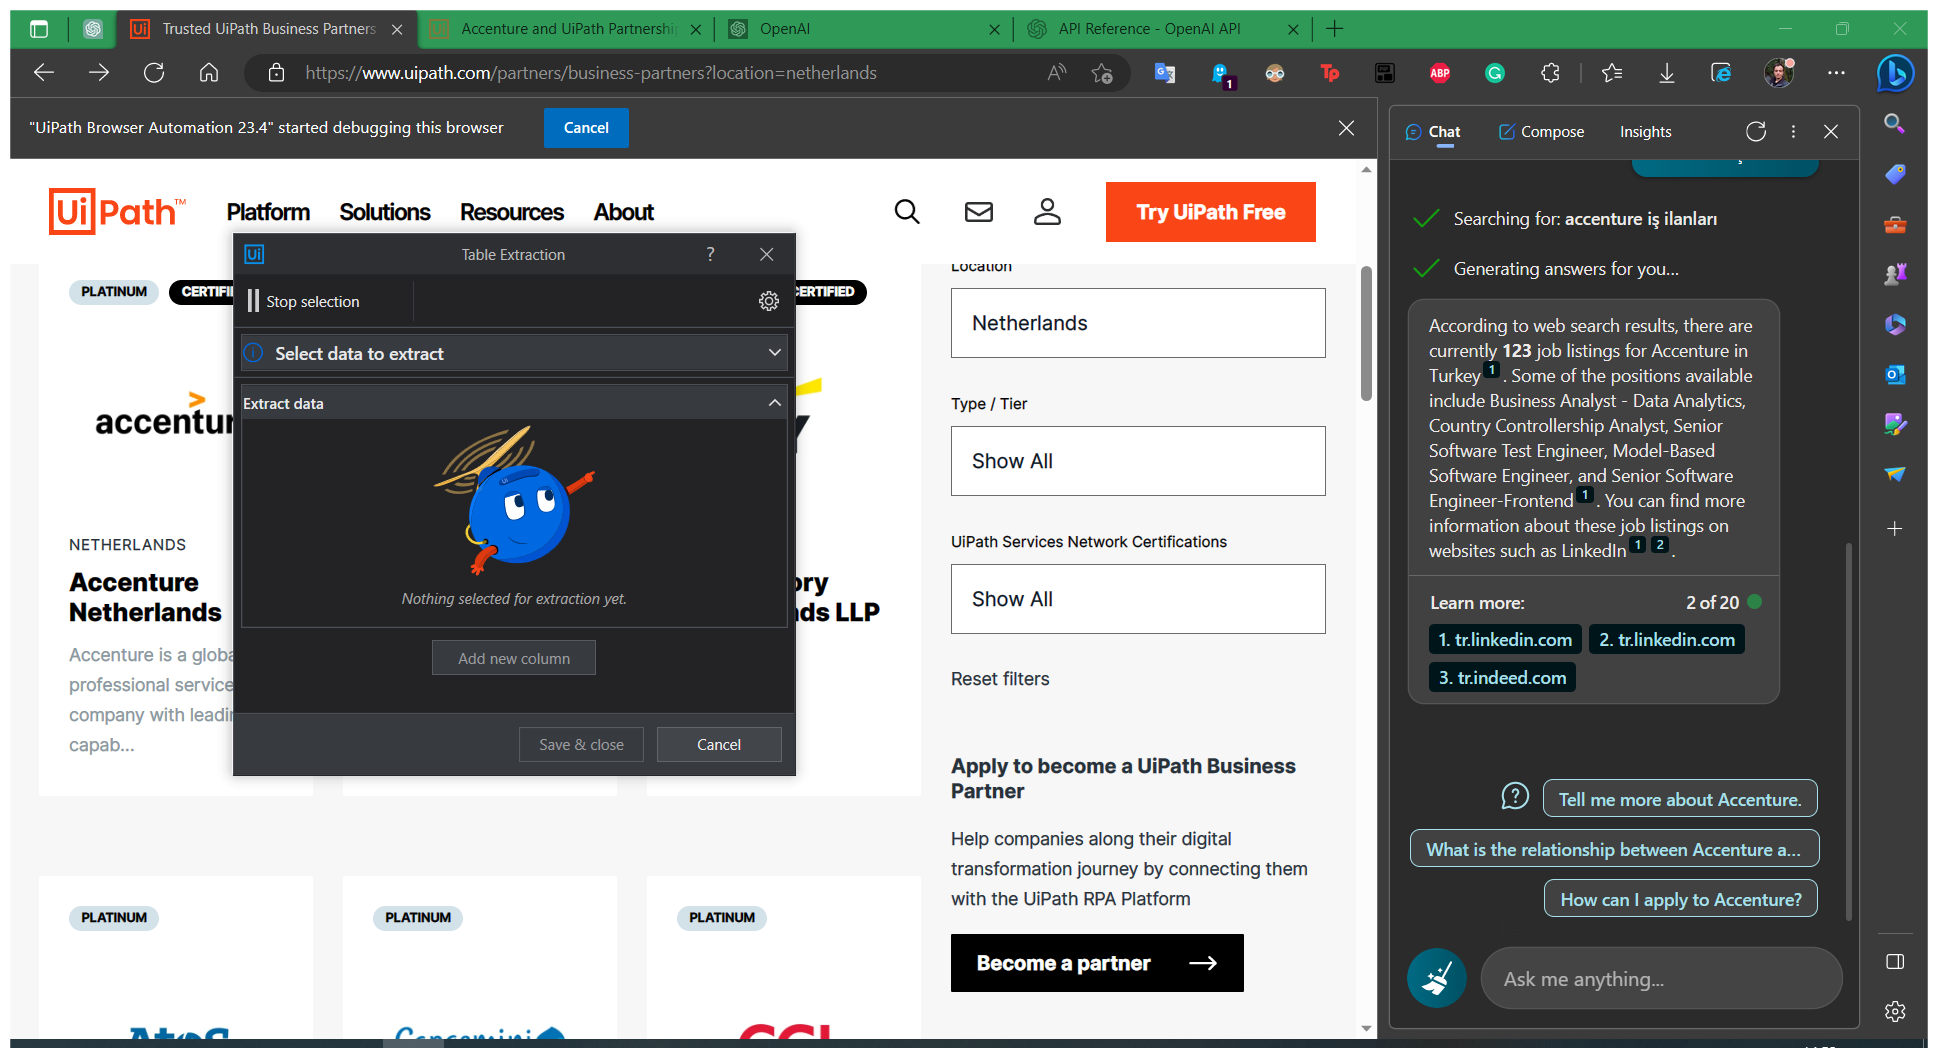 Trusted UiPath Business Partners
Accenture and UiPath Partnership
OpenAI
API Reference - OpenAI API
https://www.uipath.com/partners/business-partners?location=netherlands
1
ABP
"UiPath Browser Automation 23.4" started debugging this browser
Cancel
UiPath™
Platform
Solutions
Resources
About
Try UiPath Free
PLATINUM
NETHERLANDS
Accenture
Netherlands
Accenture is a
professional service
company with
capab...
accentur
LLP
Table Extraction
?
Stop selection
Select data to extract
Extract data
Nothing selected for extraction yet.
Add new column
Save & close
Cancel
Location
Netherlands
Type / Tier
Show All
UiPath Services Network Certifications
Show All
Reset filters
Apply to become a UiPath Business
Partner
Help companies along their digital
transformation journey by connecting them
with the UiPath RPA Platform
Become a partner
PLATINUM
PLATINUM
PLATINUM
Atos
Capgemini
CGI
Chat
Compose
Insights
Searching for: accenture iş ilanları
Generating answers for you...
According to web search results, there are
currently 123 job listings for Accenture in
Turkey 1 . Some of the positions available
include Business Analyst - Data Analytics,
Country Controllership Analyst, Senior
Software Test Engineer, Model-Based
Software Engineer, and Senior Software
Engineer-Frontend 1 . You can find more
information about these job listings on
websites such as LinkedIn 1 2 .
Learn more:
2 of 20
1. tr.linkedin.com
2. tr.linkedin.com
3. tr.indeed.com
Tell me more about Accenture.
What is the relationship between Accenture a...
How can I apply to Accenture?
Ask me anything...